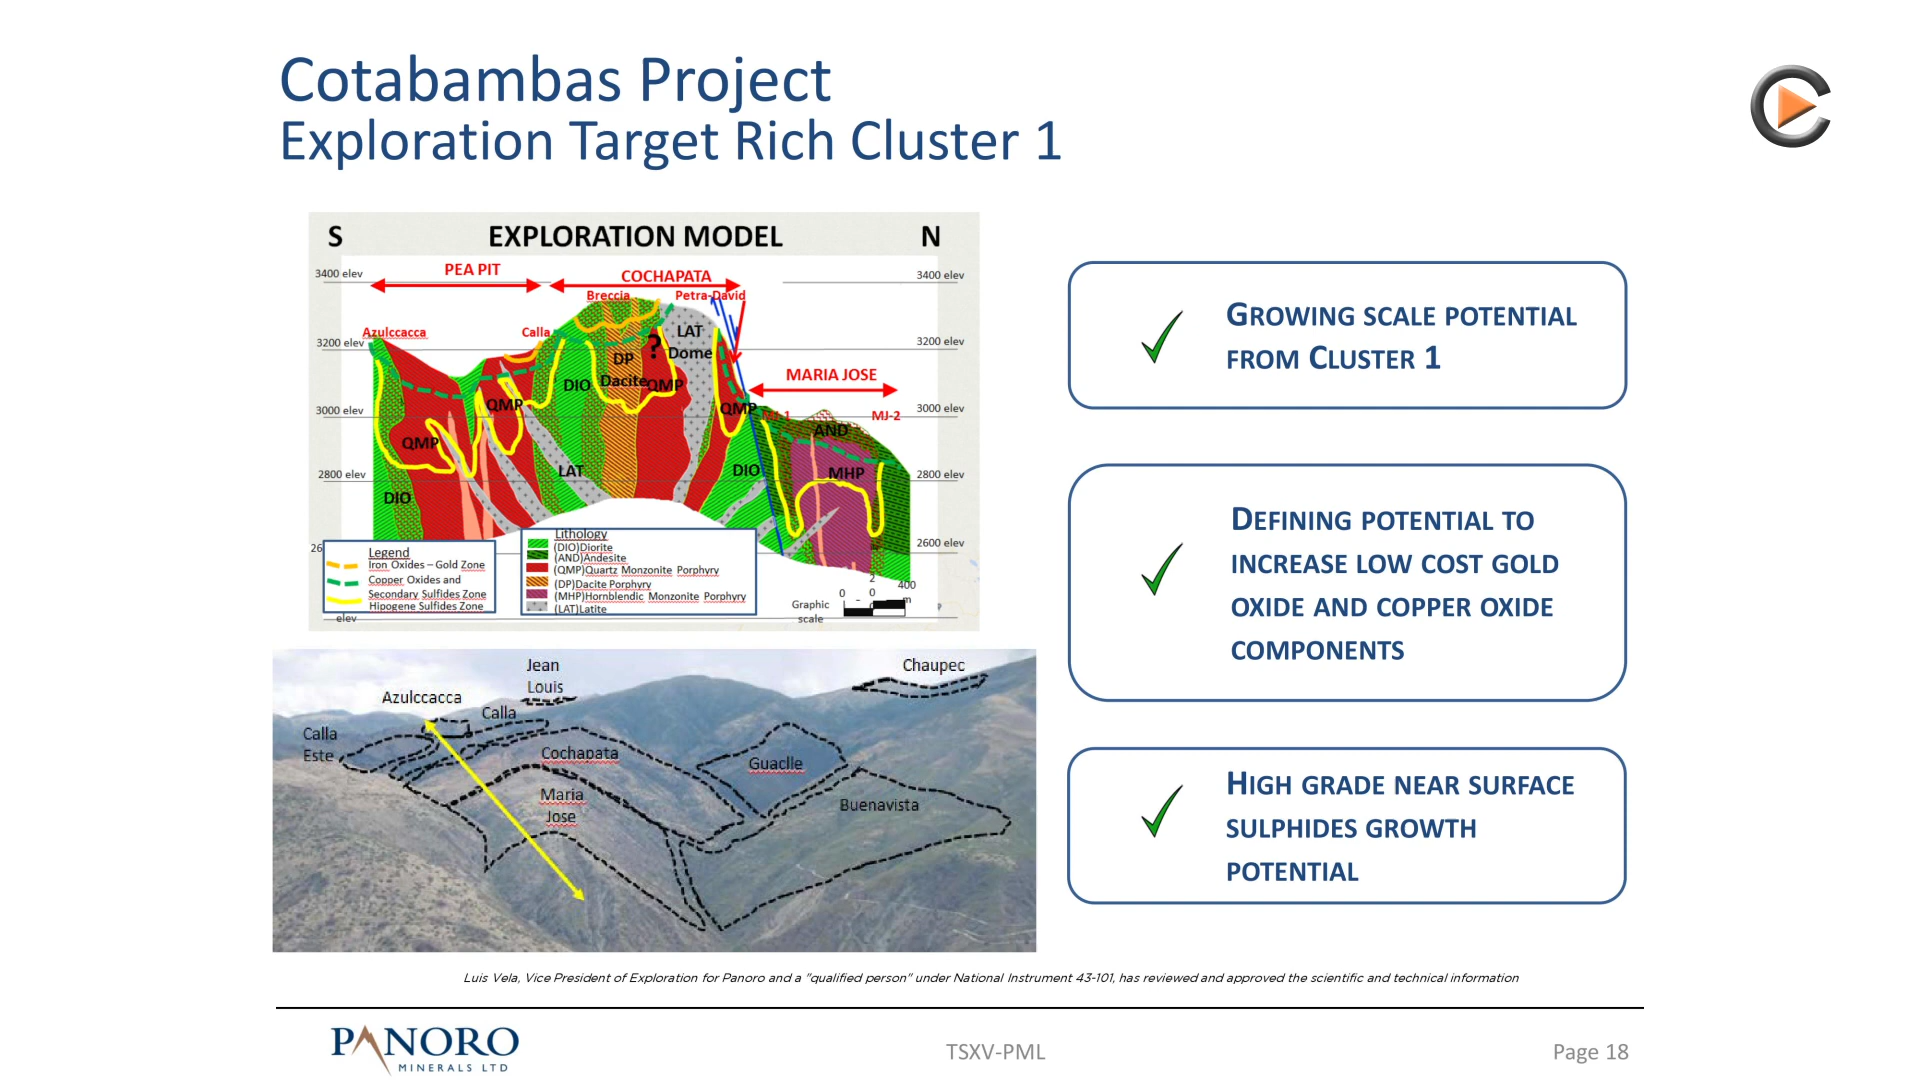 Cotabambas Project
Exploration Target Rich Cluster 1
S EXPLORATION MODEL N
3400 elev PEA PIT COCHAPATA 3400 elev
Breccia Petra-David
Azulccacca Calla LAT
3200 elev ? Dome 3200 elev
DP
DIO Dacite QMP MARIA JOSE
3000 elev QMP QMP MJ-1 MJ-2 3000 elev
QMP AND
2800 elev LAT DIO MHP 2800 elev
DIO
26 2600 elev
Legend
Iron Oxides – Gold Zone
Copper Oxides and
Secondary Sulfides Zone
Hipogene Sulfides Zone
elev
Lithology
(DIO)Diorite
(AND)Andesite
(QMP)Quartz Monzonite Porphyry
(DP)Dacite Porphyry
(MHP)Hornblendic Monzonite Porphyry
(LAT)Latite
Graphic
scale
0 - 2 0 0 400
m
Jean
Louis
Chaupec
Azulccacca
Calla
Calla
Este
Cochapata
Guaclle
Maria
Jose
Buenavista
GROWING SCALE POTENTIAL
FROM CLUSTER 1
DEFINING POTENTIAL TO
INCREASE LOW COST GOLD
OXIDE AND COPPER OXIDE
COMPONENTS
HIGH GRADE NEAR SURFACE
SULPHIDES GROWTH
POTENTIAL
Luis Vela, Vice President of Exploration for Panoro and a "qualified person" under National Instrument 43-101, has reviewed and approved the scientific and technical information
PANORO
MINERALS LTD
TSXV-PML
Page 18